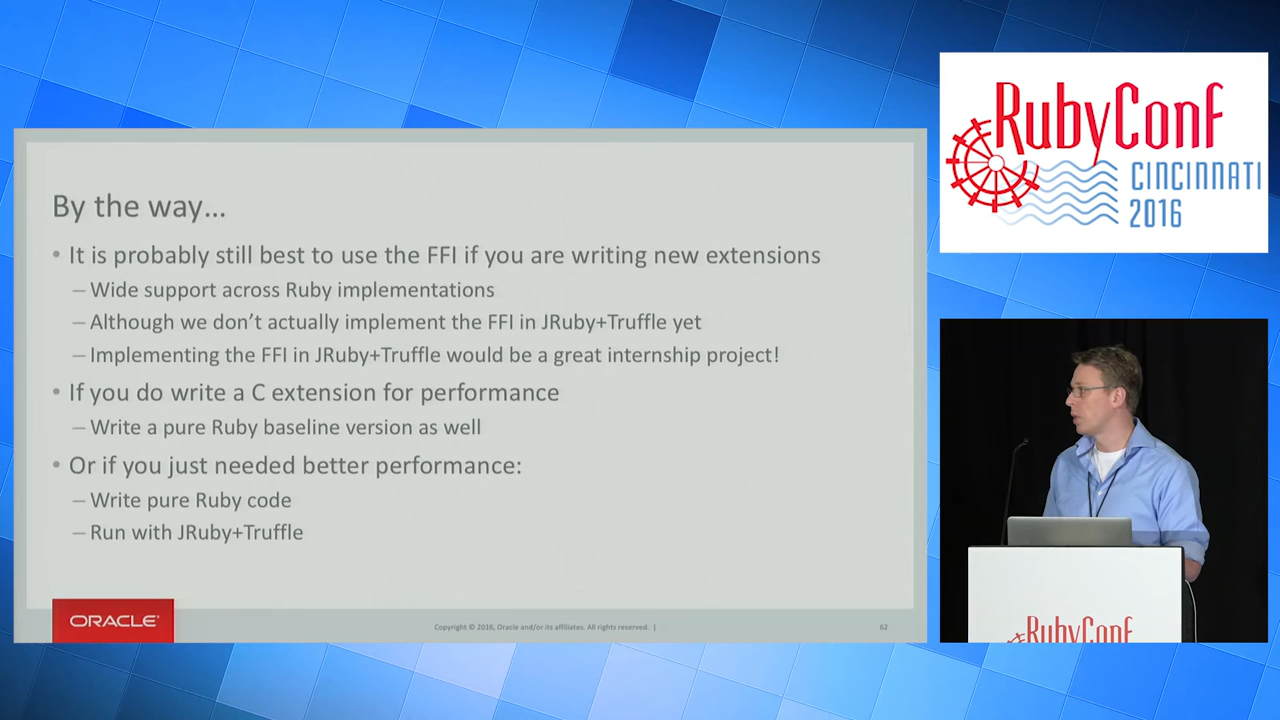 By the way...
• It is probably still best to use the FFI if you are writing new extensions
– Wide support across Ruby implementations
– Although we don't actually implement the FFI in JRuby+Truffle yet
– Implementing the FFI in JRuby+Truffle would be a great internship project!
• If you do write a C extension for performance
– Write a pure Ruby baseline version as well
• Or if you just needed better performance:
– Write pure Ruby code
– Run with JRuby+Truffle
ORACLE®
Copyright © 2016, Oracle and/or its affiliates. All rights reserved. |
62
RubyConf
CINCINNATI
2016
RubyConf